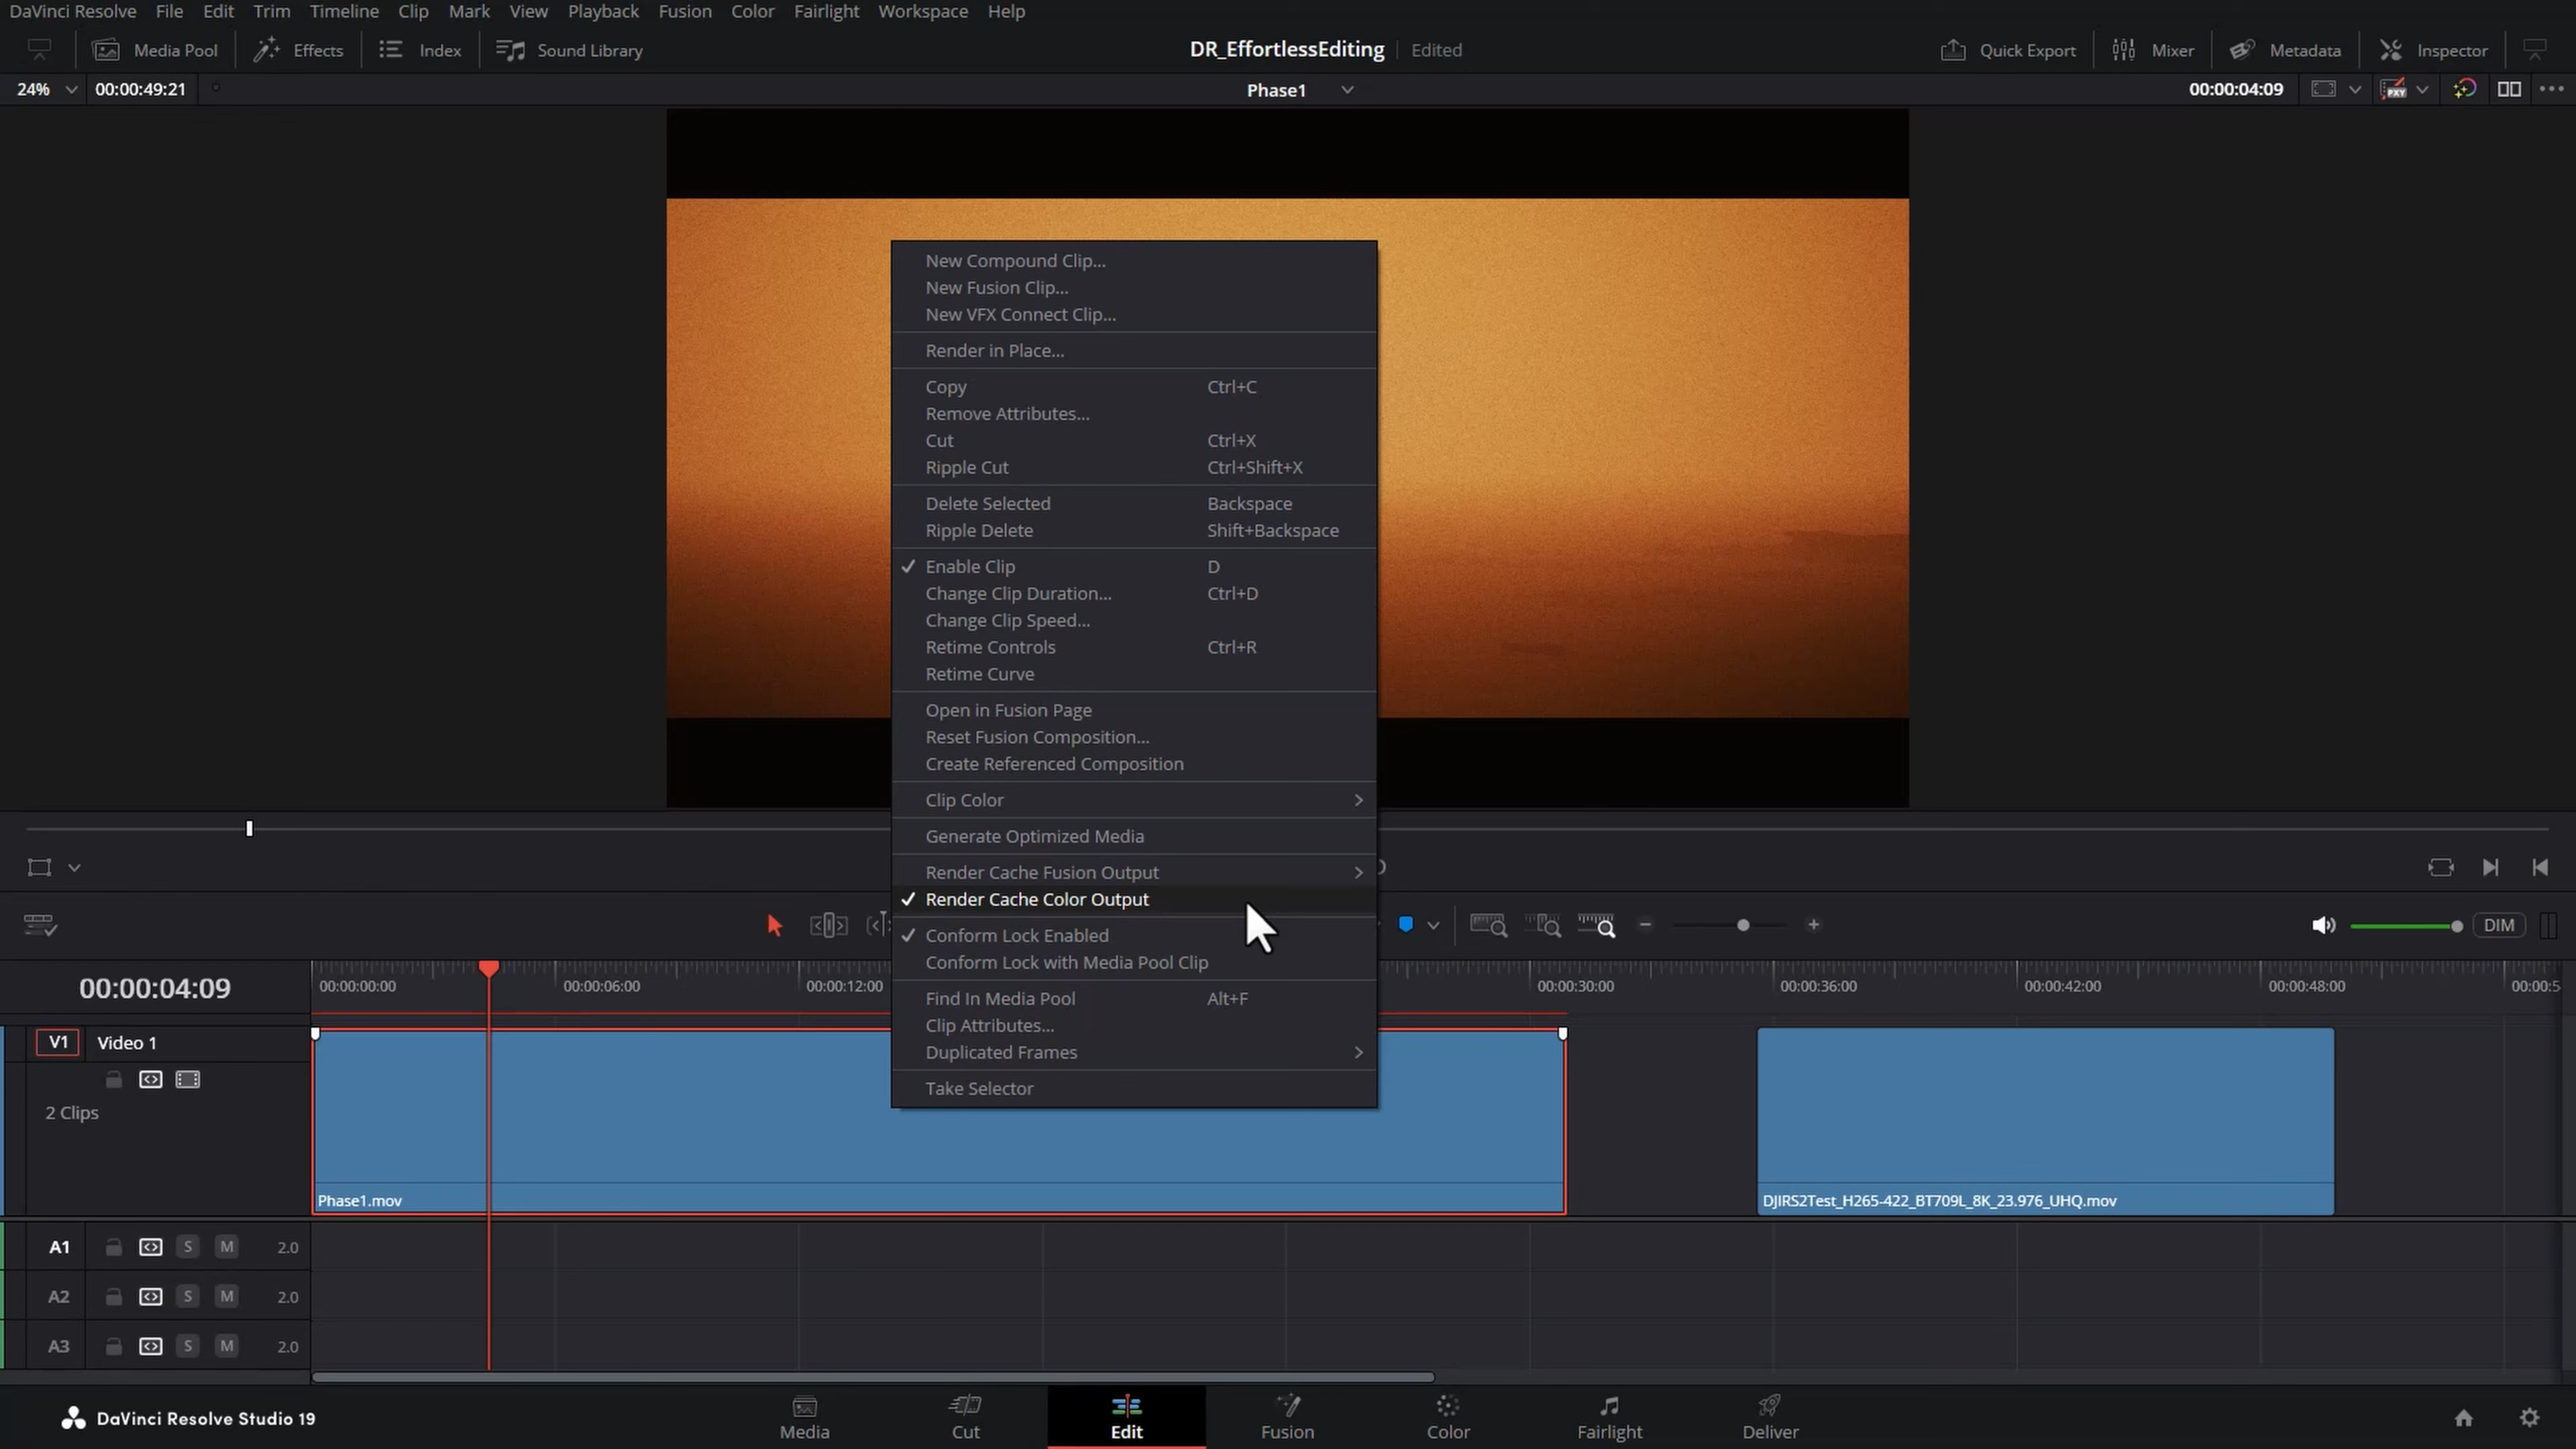 DaVinci Resolve File Edit Trim Timeline Clip Mark View Playback Fusion Color Fairlight Workspace Help
Media Pool Effects Index Sound Library DR_EffortlessEditing Edited Quick Export Mixer Metadata Inspector
24% 00:00:49:21 Phase1 00:00:04:09 PXY
New Compound Clip...
New Fusion Clip...
New VFX Connect Clip...
Render in Place...
Copy Ctrl+C
Remove Attributes...
Cut Ctrl+X
Ripple Cut Ctrl+Shift+X
Delete Selected Backspace
Ripple Delete Shift+Backspace
Enable Clip D
Change Clip Duration... Ctrl+D
Change Clip Speed...
Retime Controls Ctrl+R
Retime Curve
Open in Fusion Page
Reset Fusion Composition...
Create Referenced Composition
Clip Color
Generate Optimized Media
Render Cache Fusion Output
Render Cache Color Output
Conform Lock Enabled
Conform Lock with Media Pool Clip
Find In Media Pool Alt+F
Clip Attributes...
Duplicated Frames
Take Selector
DIM
00:00:04:09 00:00:00:00 00:00:06:00 00:00:12:00 00:00:30:00 00:00:36:00 00:00:42:00 00:00:48:00 00:00:5
V1 Video 1
2 Clips
Phase1.mov DJIRS2Test_H265-422_BT709L_8K_23.976_UHQ.mov
A1 S M 2.0
A2 S M 2.0
A3 S M 2.0
DaVinci Resolve Studio 19 Media Cut Edit Fusion Color Fairlight Deliver